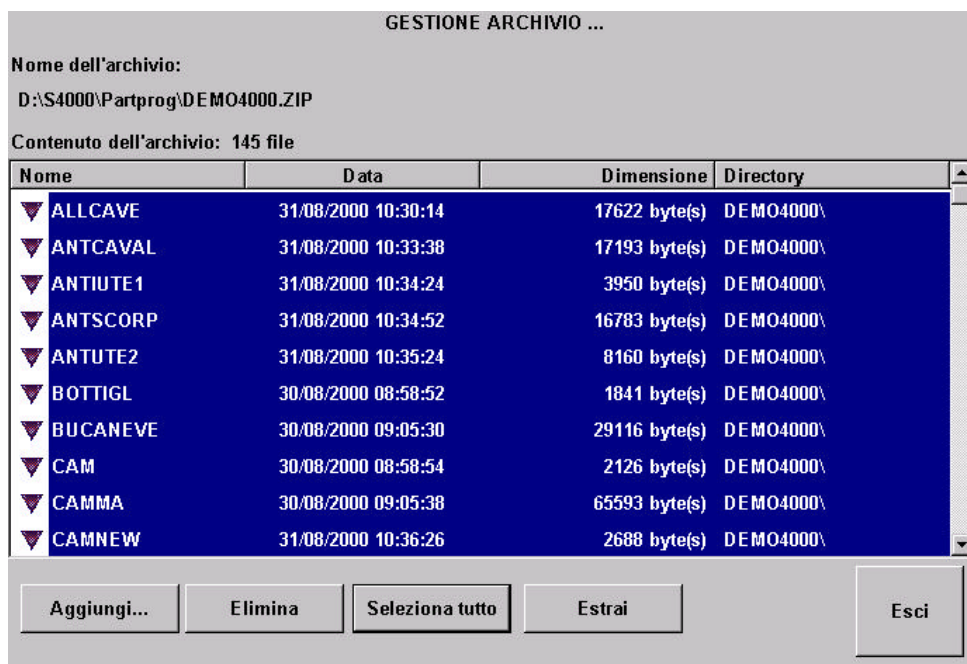 GESTIONE ARCHIVIO ...
Nome dell'archivio:
D:\S4000\Partprog\DEMO4000.ZIP
Contenuto dell'archivio: 145 file
Nome Data Dimensione Directory
ALLCAVE 31/08/2000 10:30:14 17622 byte(s) DEMO4000\
ANTCAVAL 31/08/2000 10:33:38 17193 byte(s) DEMO4000\
ANTIUTE1 31/08/2000 10:34:24 3950 byte(s) DEMO4000\
ANTSCORP 31/08/2000 10:34:52 16783 byte(s) DEMO4000\
ANTUTE2 31/08/2000 10:35:24 8160 byte(s) DEMO4000\
BOTTIGL 30/08/2000 08:58:52 1841 byte(s) DEMO4000\
BUCANEVE 30/08/2000 09:05:30 29116 byte(s) DEMO4000\
CAM 30/08/2000 08:58:54 2126 byte(s) DEMO4000\
CAMMA 30/08/2000 09:05:38 65593 byte(s) DEMO4000\
CAMNEW 31/08/2000 10:36:26 2688 byte(s) DEMO4000\
Aggiungi... Elimina Seleziona tutto Estrai Esci